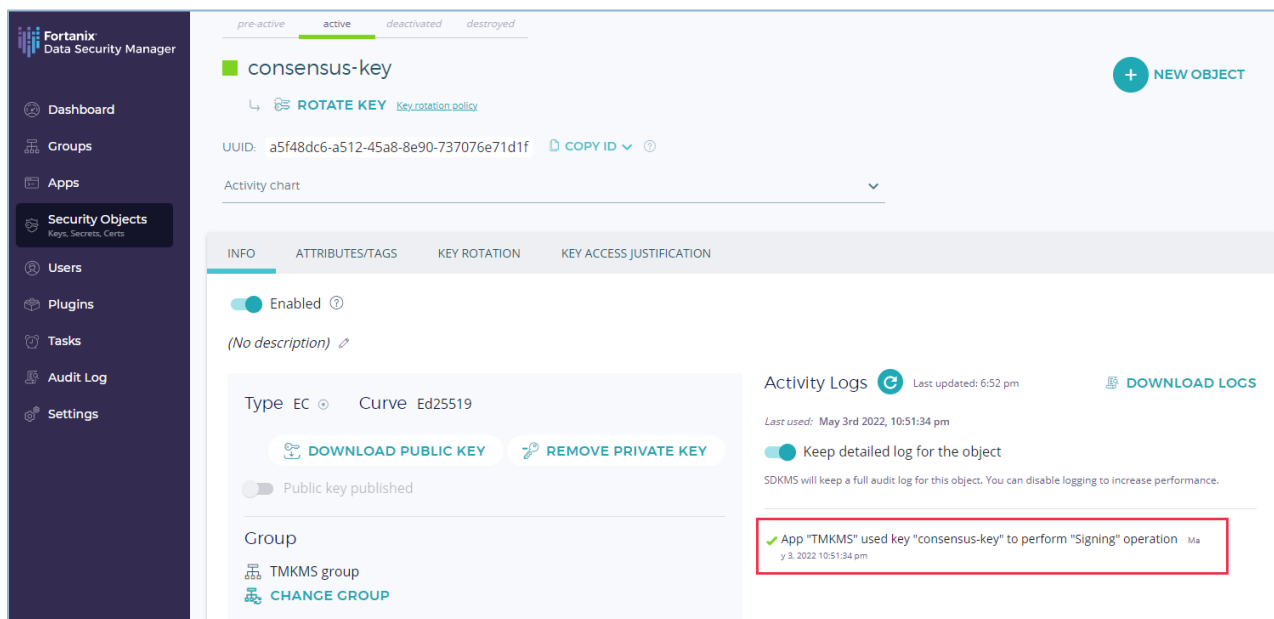 Fortanix
Data Security Manager
Dashboard
Groups
Apps
Security Objects
Keys, Secrets, Certs
Users
Plugins
Tasks
Audit Log
Settings
pre-active active deactivated destroyed
consensus-key
NEW OBJECT
ROTATE KEY Key rotation policy
UUID: a5f48dc6-a512-45a8-8e90-737076e71d1f COPY ID
Activity chart
INFO ATTRIBUTES/TAGS KEY ROTATION KEY ACCESS JUSTIFICATION
Enabled
(No description)
Type EC Curve Ed25519
DOWNLOAD PUBLIC KEY REMOVE PRIVATE KEY
Public key published
Group
TMKMS group
CHANGE GROUP
Activity Logs Last updated: 6:52 pm DOWNLOAD LOGS
Last used: May 3rd 2022, 10:51:34 pm
Keep detailed log for the object
SDKMS will keep a full audit log for this object. You can disable logging to increase performance.
App "TMKMS" used key "consensus-key" to perform "Signing" operation Ma
y 3, 2022 10:51:34 pm